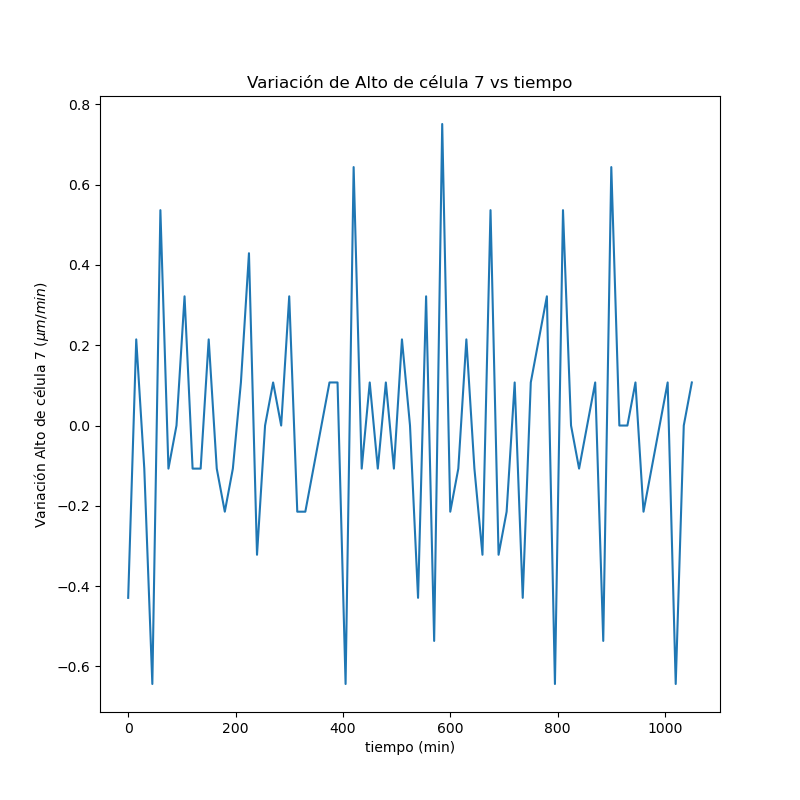 Variación de Alto de célula 7 vs tiempo
0.8
0.6
0.4
0.2
0.0
−0.2
−0.4
−0.6
Variación Alto de célula 7 (μm/min)
0 200 400 600 800 1000
tiempo (min)